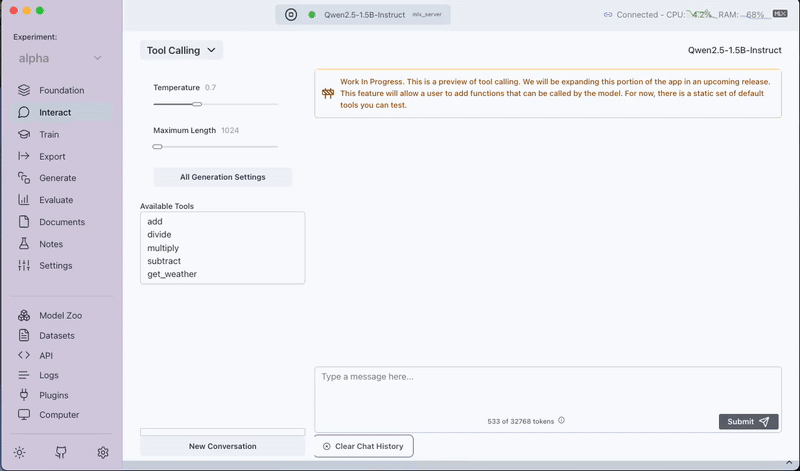 Qwen2.5-1.5B-Instruct mlx_server
Connected - CPU: 4.2% RAM: 68% MLX
Experiment:
alpha
Foundation
Interact
Train
Export
Generate
Evaluate
Documents
Notes
Settings
Model Zoo
Datasets
API
Logs
Plugins
Computer
Tool Calling
Qwen2.5-1.5B-Instruct
Temperature 0.7
Maximum Length 1024
All Generation Settings
Available Tools
add
divide
multiply
subtract
get_weather
New Conversation
Work In Progress. This is a preview of tool calling. We will be expanding this portion of the app in an upcoming release.
This feature will allow a user to add functions that can be called by the model. For now, there is a static set of default
tools you can test.
Type a message here...
533 of 32768 tokens
Submit
Clear Chat History